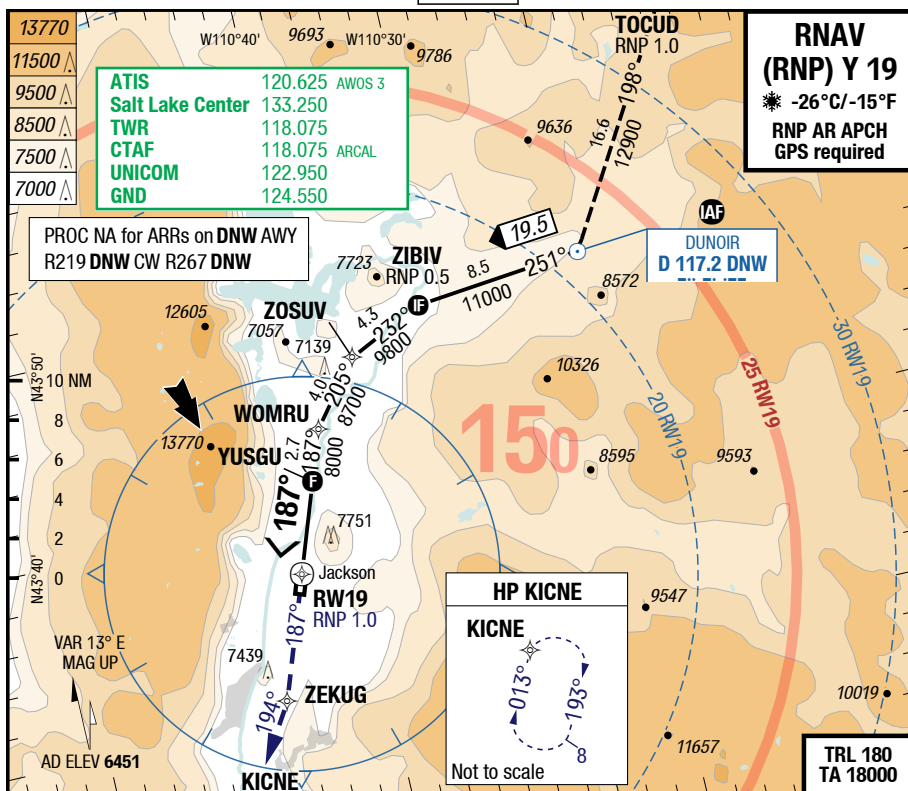 13770
11500
9500
8500
7500
7000
W110°40'
9693
W110°30'
9786
TOCUD
RNP 1.0
RNAV
(RNP) Y 19
-26°C/-15°F
RNP AR APCH
GPS required
ATIS 120.625 AWOS 3
Salt Lake Center 133.250
TWR 118.075
CTAF 118.075 ARCAL
UNICOM 122.950
GND 124.550
198°
16.6
12900
9636
IAF
PROC NA for ARRs on DNW AWY
R219 DNW CW R267 DNW
19.5
DUNOIR
D 117.2 DNW
7723
ZIBIV
RNP 0.5
8.5
251°
11000
IF
8572
ZOSUV
4.3
232°
9800
12605
7057
7139
30 RW19
N43°50'
10 NM
8
6
4
2
0
4.0
205°
8700
10326
25 RW19
20 RW19
WOMRU
13770
YUSGU
2.7
187°
8000
150
8595
9593
F
187°
7751
N43°40'
Jackson
RW19
RNP 1.0
187°
HP KICNE
KICNE
013°
193°
8
Not to scale
9547
VAR 13° E
MAG UP
7439
ZEKUG
194°
10019
11657
AD ELEV 6451
KICNE
TRL 180
TA 18000